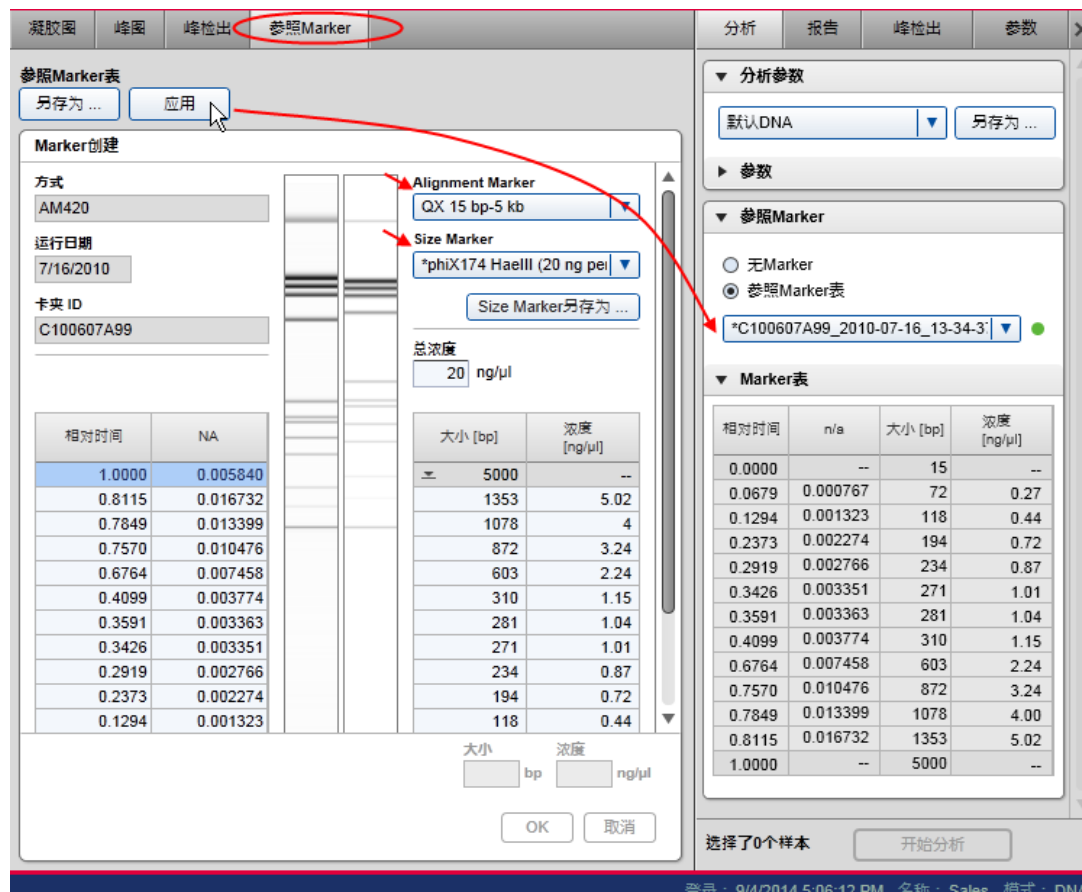 凝胶图 峰图 峰检出 参照Marker
参照Marker表
另存为 ... 应用
Marker创建
方式
AM420
运行日期
7/16/2010
卡夹 ID
C100607A99
Alignment Marker
QX 15 bp-5 kb
Size Marker
*phiX174 HaeIII (20 ng pei
Size Marker另存为 ...
总浓度
20 ng/µl
相对时间 NA
1.0000 0.005840
0.8115 0.016732
0.7849 0.013399
0.7570 0.010476
0.6764 0.007458
0.4099 0.003774
0.3591 0.003363
0.3426 0.003351
0.2919 0.002766
0.2373 0.002274
0.1294 0.001323
大小 [bp] 浓度 [ng/µl]
5000 --
1353 5.02
1078 4
872 3.24
603 2.24
310 1.15
281 1.04
271 1.01
234 0.87
194 0.72
118 0.44
大小 浓度
bp ng/µl
OK 取消
分析 报告 峰检出 参数
分析参数
默认DNA 另存为 ...
参数
参照Marker
无Marker
参照Marker表
*C100607A99_2010-07-16_13-34-3
Marker表
相对时间 n/a 大小 [bp] 浓度 [ng/µl]
0.0000 -- 15 --
0.0679 0.000767 72 0.27
0.1294 0.001323 118 0.44
0.2373 0.002274 194 0.72
0.2919 0.002766 234 0.87
0.3426 0.003351 271 1.01
0.3591 0.003363 281 1.04
0.4099 0.003774 310 1.15
0.6764 0.007458 603 2.24
0.7570 0.010476 872 3.24
0.7849 0.013399 1078 4.00
0.8115 0.016732 1353 5.02
1.0000 -- 5000 --
选择了0个样本 开始分析
登录： 9/4/2014 5:06:12 PM 名称： Sales 模式： DNA